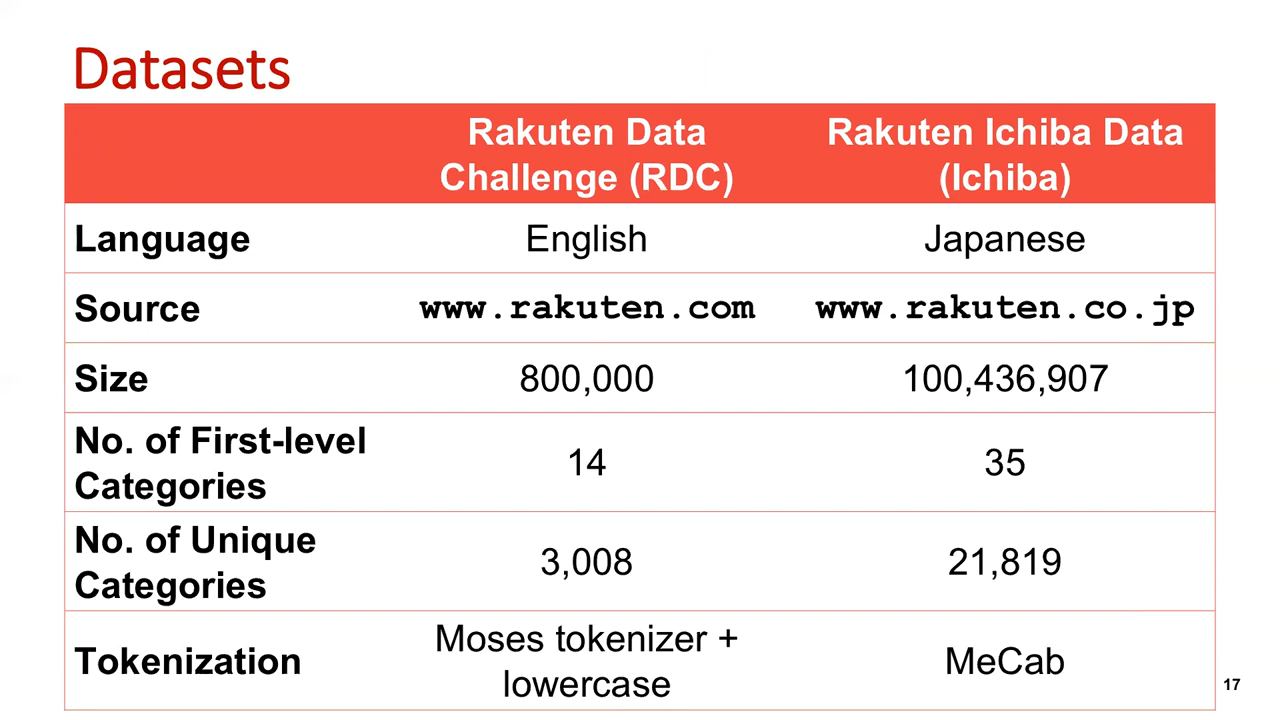 Datasets
Rakuten Data Challenge (RDC)
Rakuten Ichiba Data (Ichiba)
Language
English
Japanese
Source
www.rakuten.com
www.rakuten.co.jp
Size
800,000
100,436,907
No. of First-level Categories
14
35
No. of Unique Categories
3,008
21,819
Tokenization
Moses tokenizer + lowercase
MeCab
17